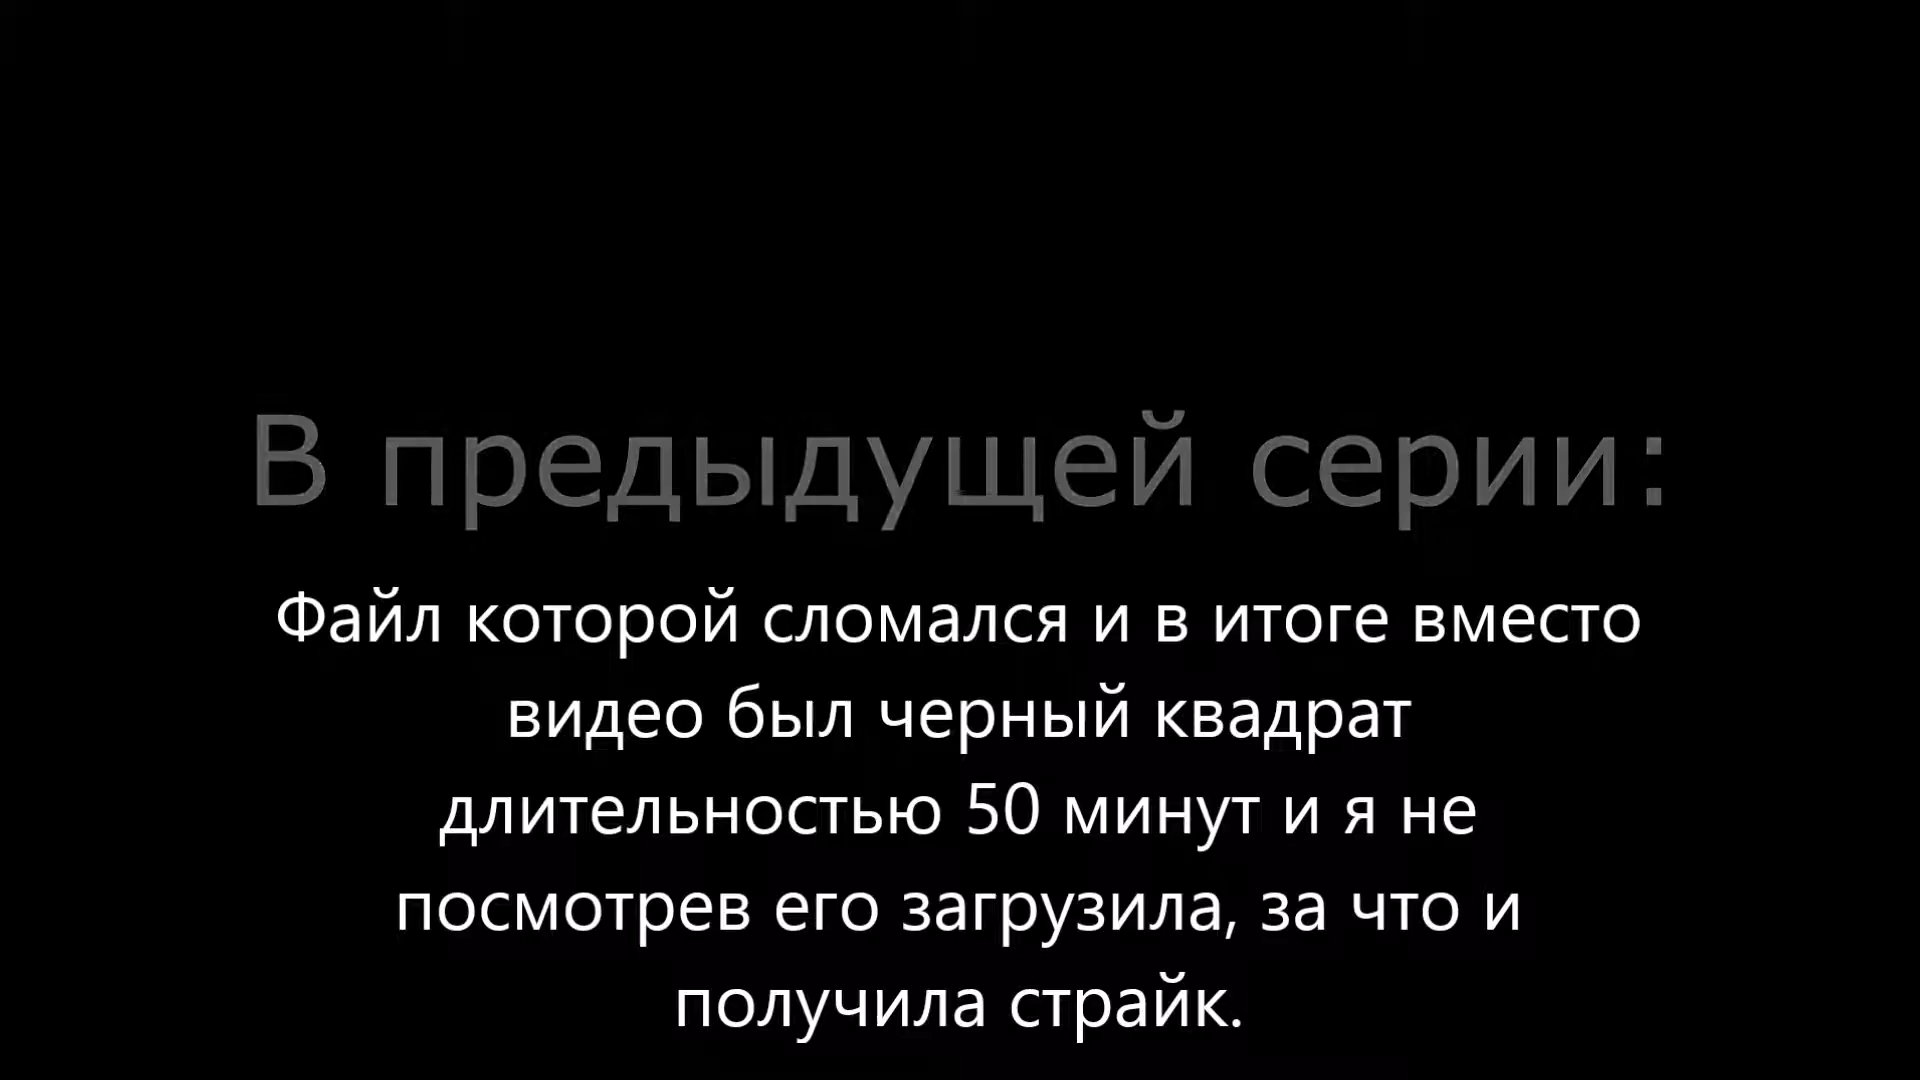 В предыдущей серии:
Файл которой сломался и в итоге вместо
видео был черный квадрат
длительностью 50 минут и я не
посмотрев его загрузила, за что и
получила страйк.